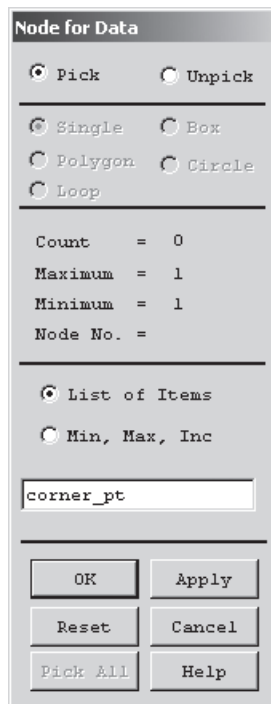 Node for Data
Pick Unpick
Single Box
Polygon Circle
Loop
Count = 0
Maximum = 1
Minimum = 1
Node No. =
List of Items
Min, Max, Inc
corner_pt
OK Apply
Reset Cancel
Pick All Help